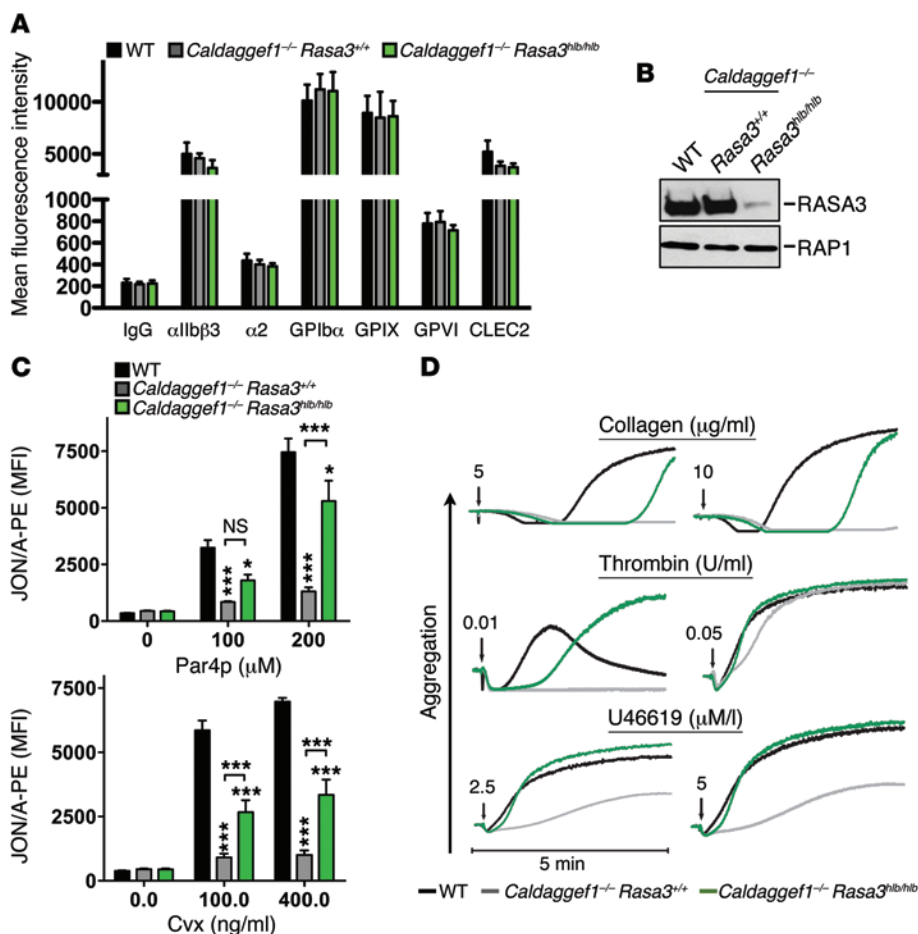 A
WT Caldaggef1–/– Rasa3+/+ Caldaggef1–/– Rasa3hlb/hlb
Mean fluorescence intensity
10000
5000
1000
800
600
400
200
0
IgG αIIbβ3 α2 GPIbα GPIX GPVI CLEC2
B
Caldaggef1–/–
WT Rasa3+/+ Rasa3hlb/hlb
RASA3
RAP1
C
WT
Caldaggef1–/– Rasa3+/+
Caldaggef1–/– Rasa3hlb/hlb
JON/A-PE (MFI)
7500
5000
2500
0
NS
*** *
***
*** *
0 100 200
Par4p (μM)
JON/A-PE (MFI)
7500
5000
2500
0
***
*** ***
***
*** ***
0.0 100.0 400.0
Cvx (ng/ml)
D
Aggregation
Collagen (μg/ml)
5 10
Thrombin (U/ml)
0.01 0.05
U46619 (μM/l)
2.5 5
5 min
WT Caldaggef1–/– Rasa3+/+ Caldaggef1–/– Rasa3hlb/hlb